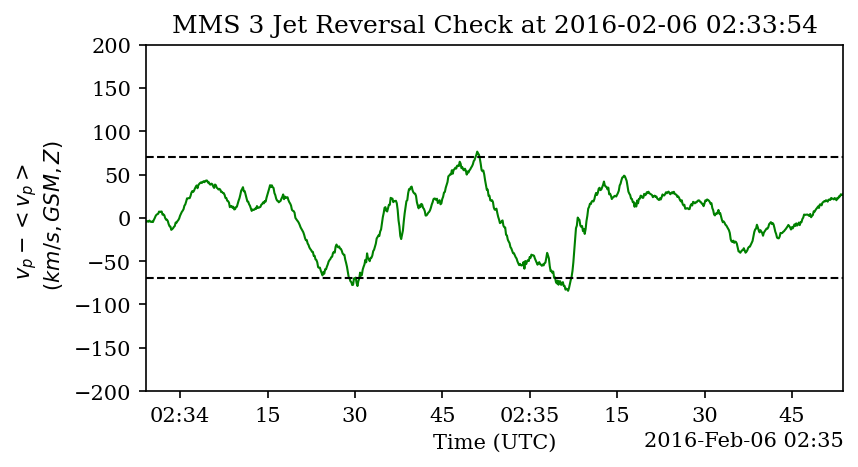 MMS 3 Jet Reversal Check at 2016-02-06 02:33:54
200
150
100
50
0
−50
−100
−150
−200
v_p − < v_p >
(km/s, GSM, Z)
02:34 15 30 45 02:35 15 30 45
Time (UTC)
2016-Feb-06 02:35